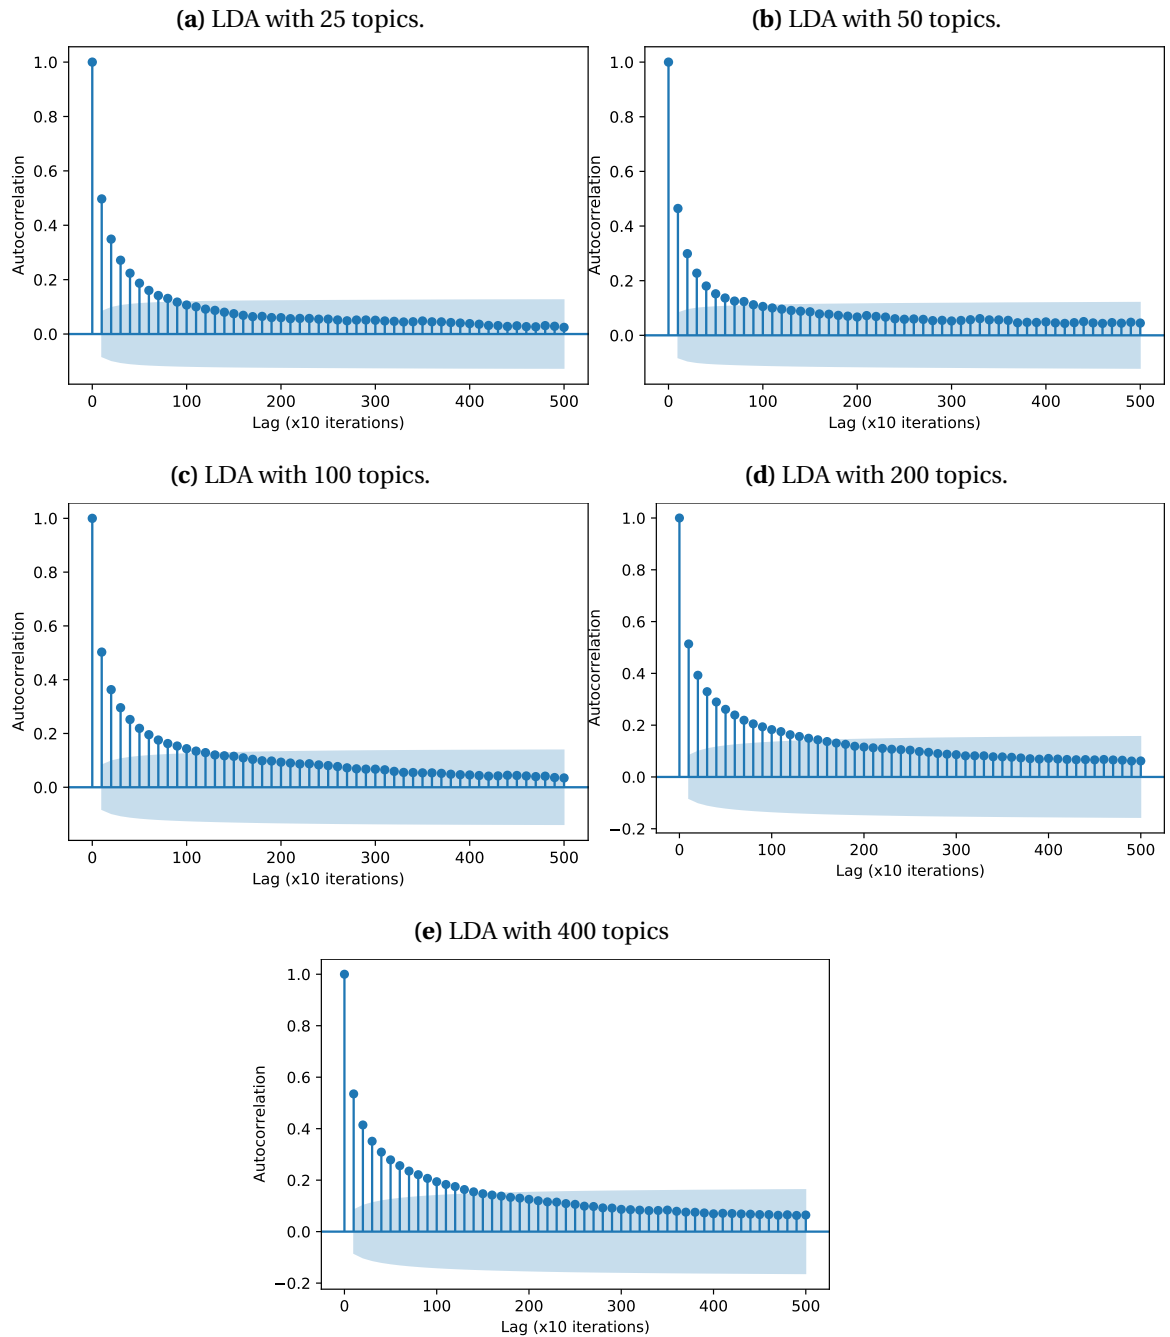 (a) LDA with 25 topics.
1.0
0.8
0.6
0.4
0.2
0.0
Autocorrelation
0 100 200 300 400 500
Lag (x10 iterations)
(b) LDA with 50 topics.
1.0
0.8
0.6
0.4
0.2
0.0
Autocorrelation
0 100 200 300 400 500
Lag (x10 iterations)
(c) LDA with 100 topics.
1.0
0.8
0.6
0.4
0.2
0.0
Autocorrelation
0 100 200 300 400 500
Lag (x10 iterations)
(d) LDA with 200 topics.
1.0
0.8
0.6
0.4
0.2
0.0
−0.2
Autocorrelation
0 100 200 300 400 500
Lag (x10 iterations)
(e) LDA with 400 topics
1.0
0.8
0.6
0.4
0.2
0.0
−0.2
Autocorrelation
0 100 200 300 400 500
Lag (x10 iterations)